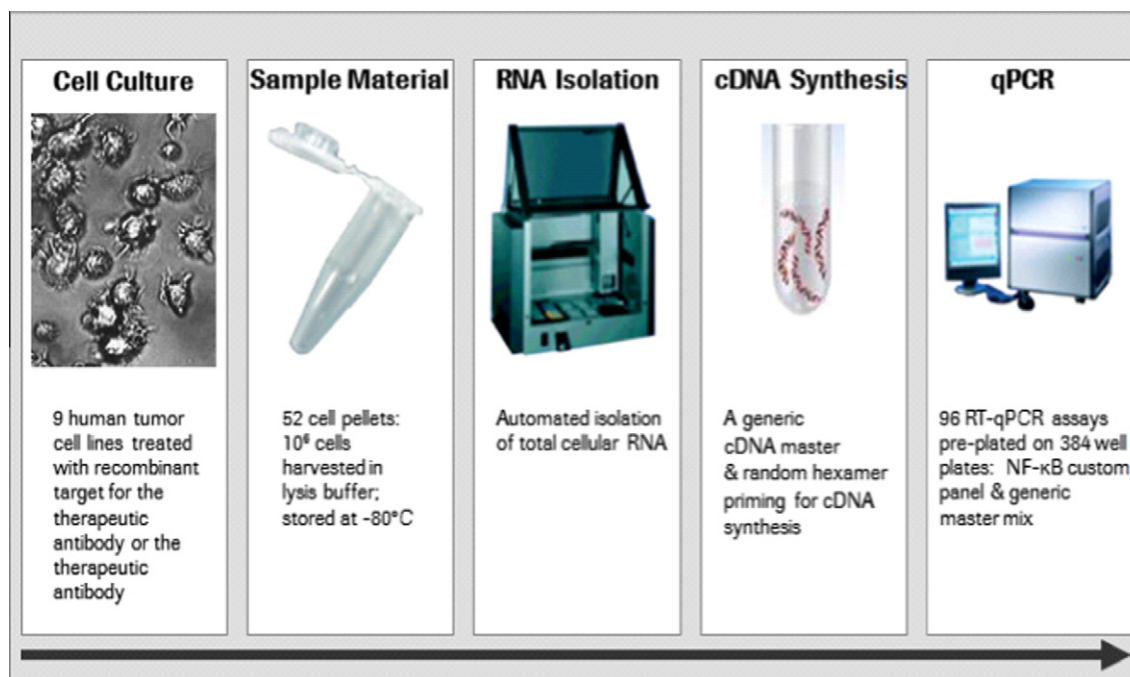 Cell Culture
9 human tumor
cell lines treated
with recombinant
target for the
therapeutic
antibody or the
therapeutic
antibody
Sample Material
52 cell pellets:
10⁶ cells
harvested in
lysis buffer;
stored at -80°C
RNA Isolation
Automated isolation
of total cellular RNA
cDNA Synthesis
A generic
cDNA master
& random hexamer
priming for cDNA
synthesis
qPCR
96 RT-qPCR assays
pre-plated on 384 well
plates: NF-κB custom
panel & generic
master mix